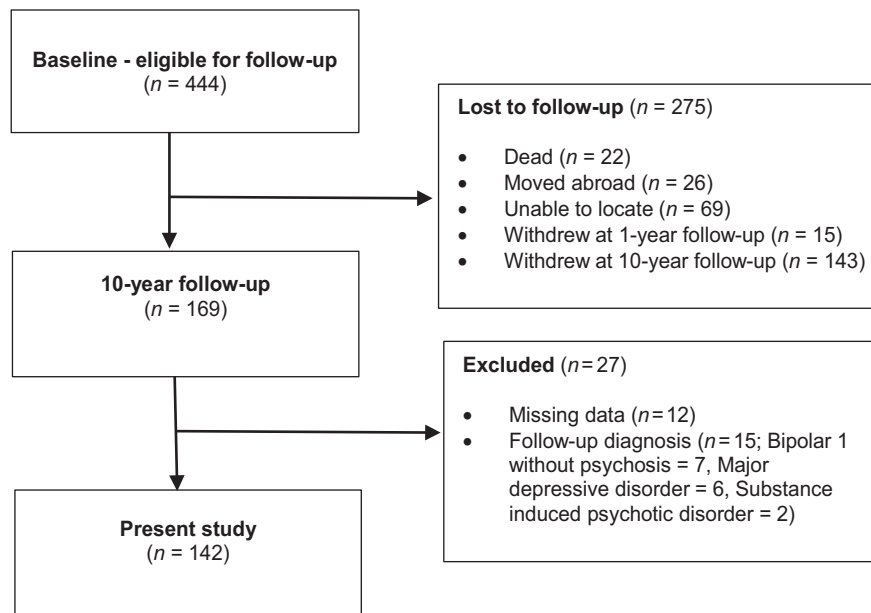 Baseline - eligible for follow-up
(n = 444)
Lost to follow-up (n = 275)
• Dead (n = 22)
• Moved abroad (n = 26)
• Unable to locate (n = 69)
• Withdrew at 1-year follow-up (n = 15)
• Withdrew at 10-year follow-up (n = 143)
10-year follow-up
(n = 169)
Excluded (n = 27)
• Missing data (n = 12)
• Follow-up diagnosis (n = 15; Bipolar 1
without psychosis = 7, Major
depressive disorder = 6, Substance
induced psychotic disorder = 2)
Present study
(n = 142)